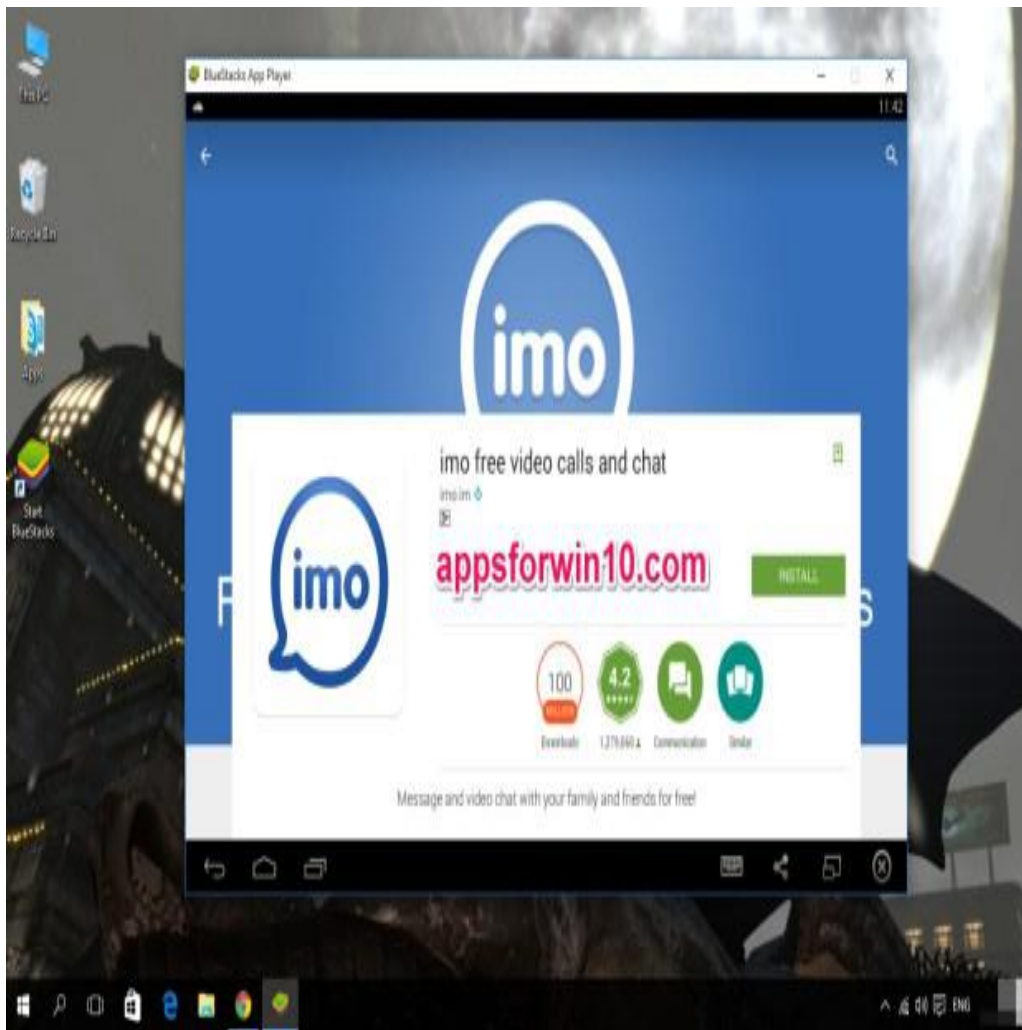 This PC
BlueStacks App Player
11:42
Recycle Bin
imo
Apps
imo free video calls and chat
imo.im
Start
BlueStacks
imo
appsforwin10.com
INSTALL
F
S
100
MILLION
4.2
Downloads
Communication
Similar
Message and video chat with your family and friends for free!
ENG